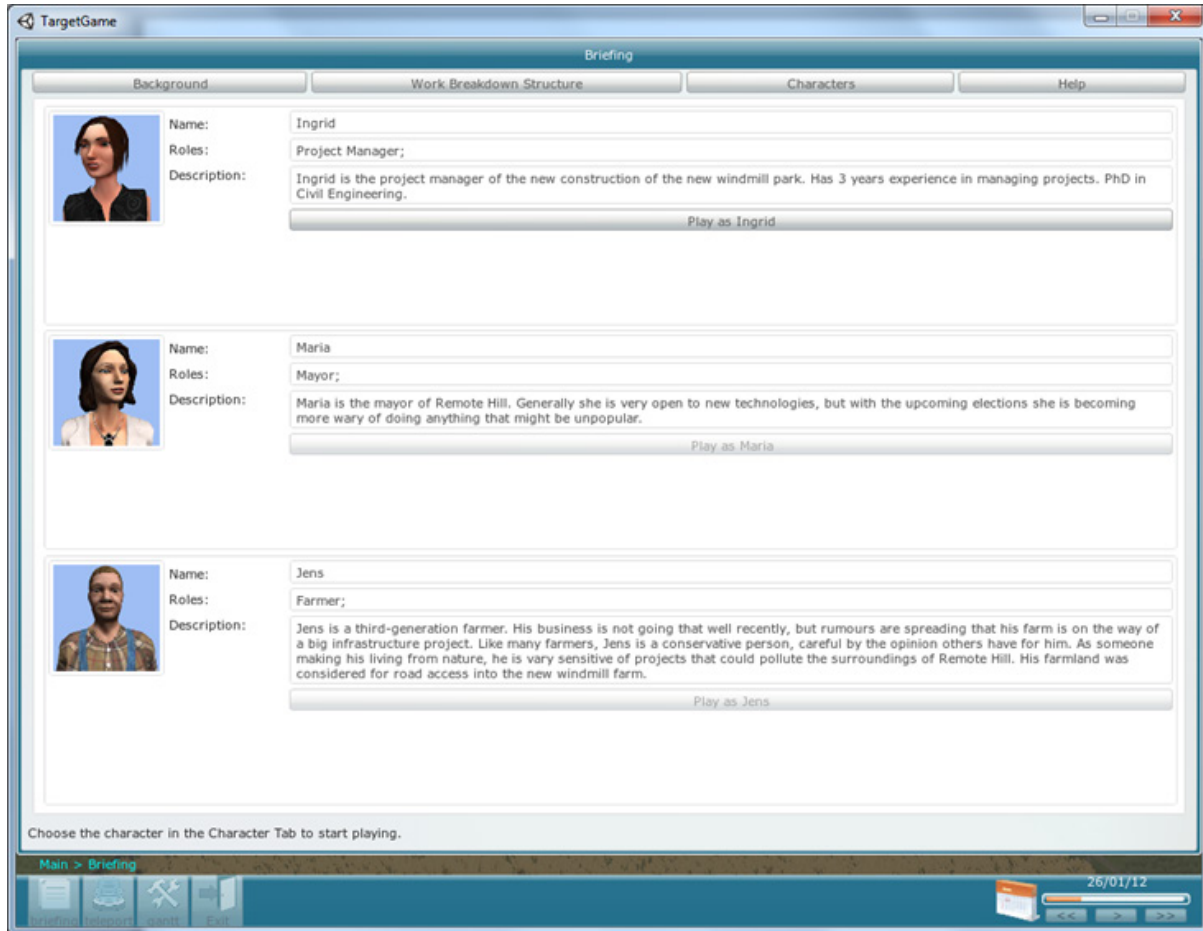 TargetGame
Briefing
Background
Work Breakdown Structure
Characters
Help
Name:
Ingrid
Roles:
Project Manager;
Description:
Ingrid is the project manager of the new construction of the new windmill park. Has 3 years experience in managing projects. PhD in
Civil Engineering.
Play as Ingrid
Name:
Maria
Roles:
Mayor;
Description:
Maria is the mayor of Remote Hill. Generally she is very open to new technologies, but with the upcoming elections she is becoming
more wary of doing anything that might be unpopular.
Play as Maria
Name:
Jens
Roles:
Farmer;
Description:
Jens is a third-generation farmer. His business is not going that well recently, but rumours are spreading that his farm is on the way of
a big infrastructure project. Like many farmers, Jens is a conservative person, careful by the opinion others have for him. As someone
making his living from nature, he is vary sensitive of projects that could pollute the surroundings of Remote Hill. His farmland was
considered for road access into the new windmill farm.
Play as Jens
Choose the character in the Character Tab to start playing.
Main > Briefing
briefing teleport gantt Exit
26/01/12
<< > >>